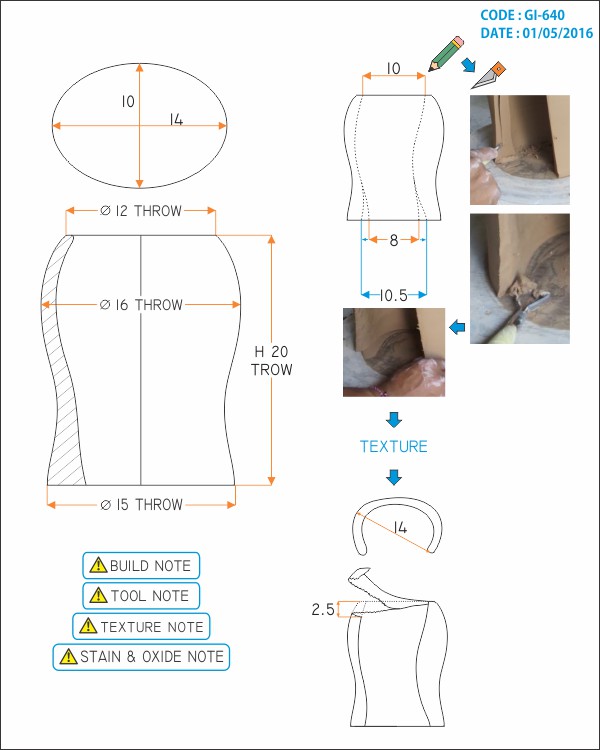 CODE : GI-640
DATE : 01/05/2016
10
14
10
Ø 12 THROW
Ø 16 THROW
H 20
TROW
Ø 15 THROW
8
10.5
TEXTURE
14
2.5
BUILD NOTE
TOOL NOTE
TEXTURE NOTE
STAIN & OXIDE NOTE